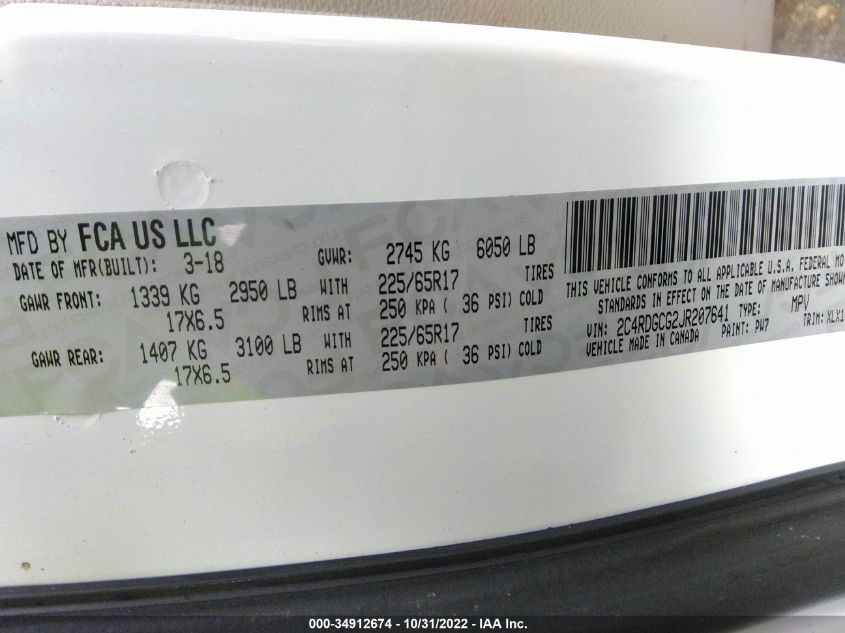 MFD BY FCA US LLC
DATE OF MFR(BUILT): 3-18 GVWR: 2745 KG 6050 LB
GAWR FRONT: 1339 KG 2950 LB WITH 225/65R17 TIRES
17X6.5 RIMS AT 250 KPA ( 36 PSI) COLD
GAWR REAR: 1407 KG 3100 LB WITH 225/65R17 TIRES
17X6.5 RIMS AT 250 KPA ( 36 PSI) COLD
THIS VEHICLE CONFORMS TO ALL APPLICABLE U.S.A. FEDERAL
STANDARDS IN EFFECT ON THE DATE OF MANUFACTURE SHOWN
VIN: 2C4RDGCG2JR207641 TYPE: MPV
VEHICLE MADE IN CANADA PAINT: PW7 TRIM:
000-34912674 - 10/31/2022 - IAA Inc.